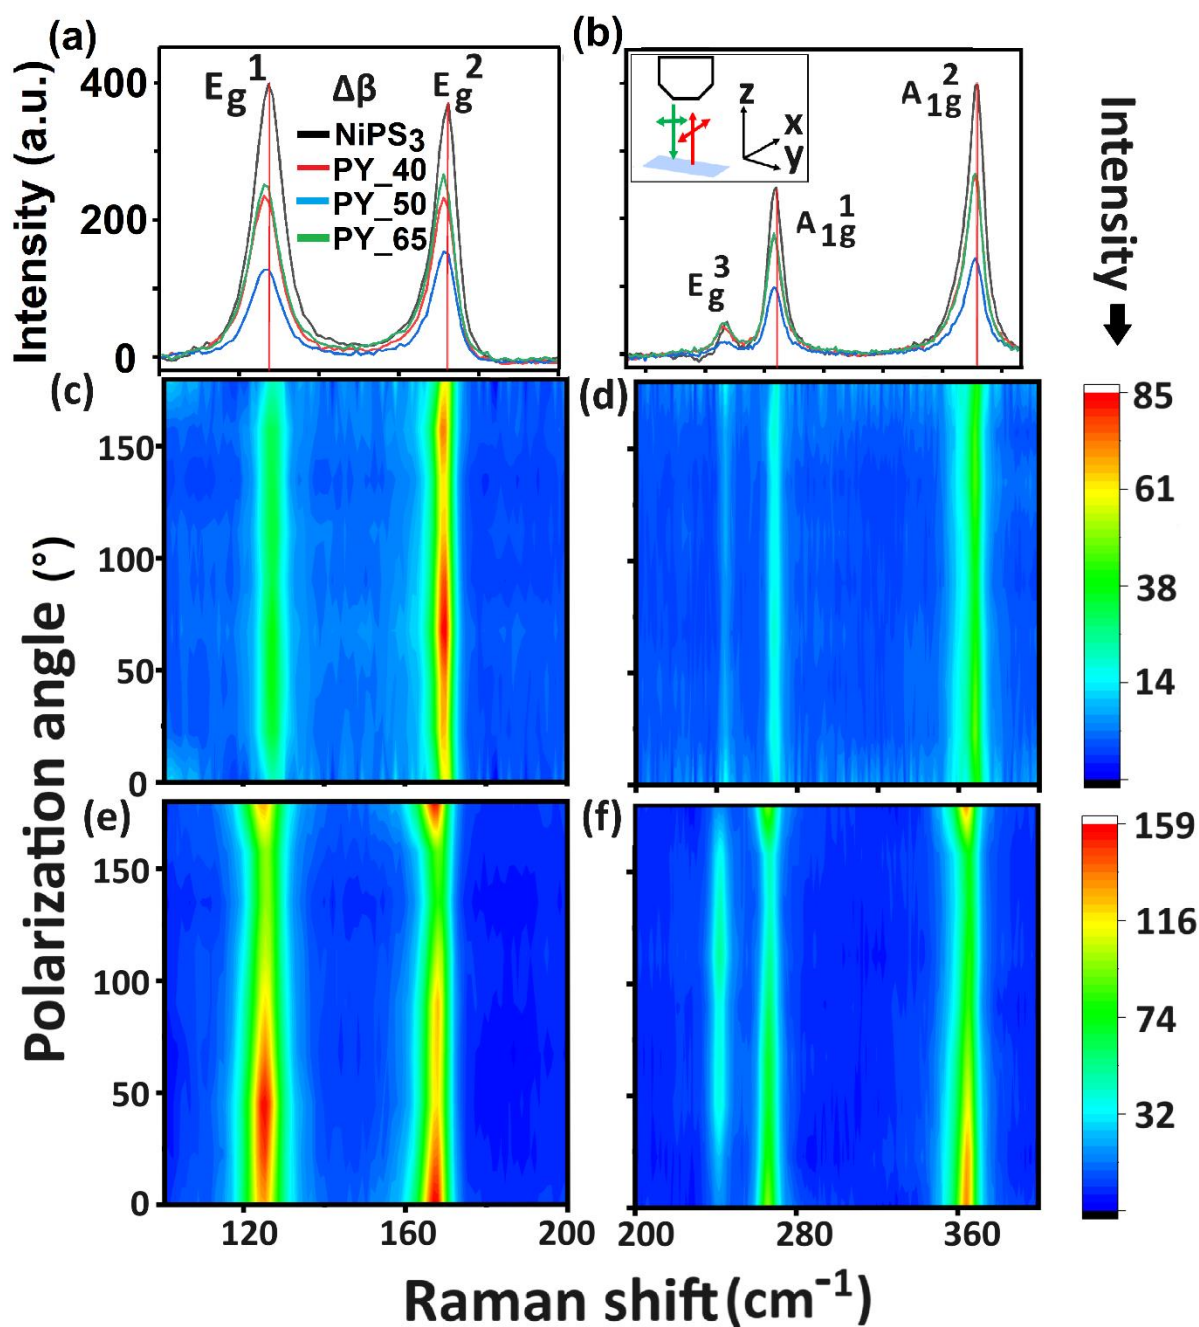 (a)
(b)
Intensity (a.u.)
400
200
0
Eg1
Δβ
Eg2
NiPS3
PY_40
PY_50
PY_65
z
x
y
Eg3
A1g1
A1g2
Intensity
(c)
(d)
85
61
38
14
Polarization angle (°)
150
100
50
0
(e)
(f)
159
116
74
32
150
100
50
0
120
160
200
200
280
360
Raman shift (cm⁻¹)